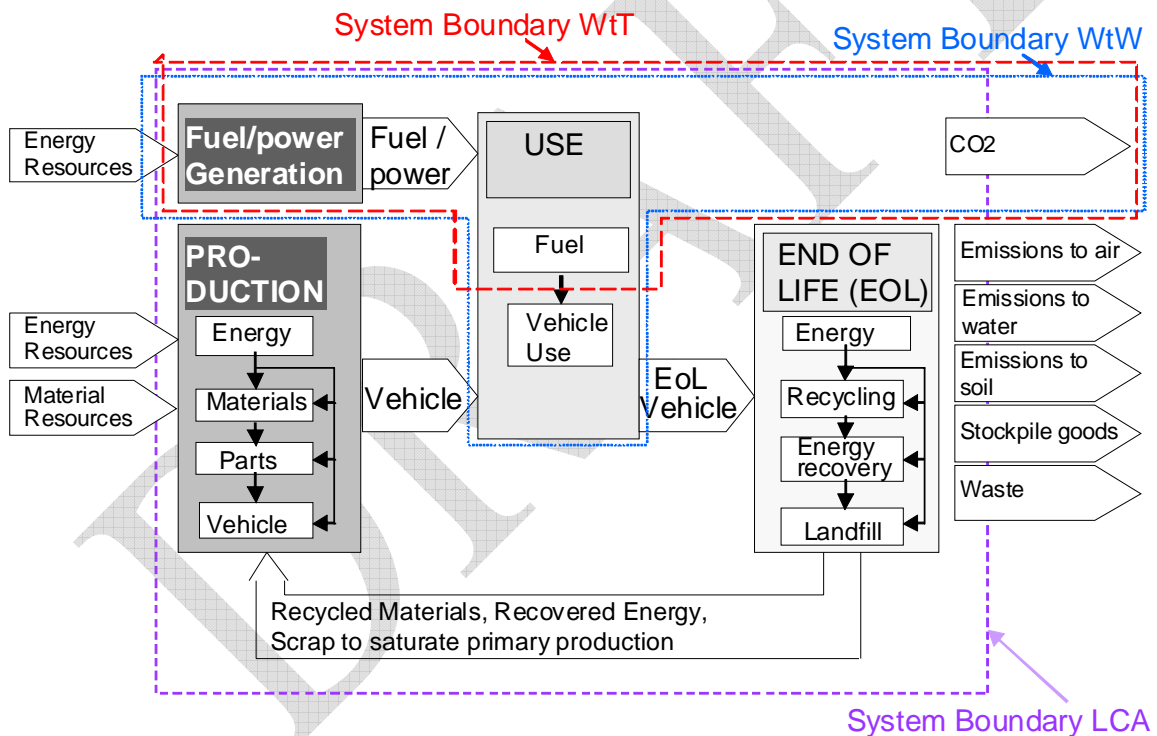 System Boundary WtT
System Boundary WtW
Energy
Resources
Fuel/power
Generation
Fuel /
power
USE
CO2
Fuel
Vehicle
Use
PRO-
DUCTION
Energy
Resources
Material
Resources
Energy
Materials
Parts
Vehicle
Vehicle
EoL
Vehicle
END OF
LIFE (EOL)
Energy
Recycling
Energy
recovery
Landfill
Emissions to air
Emissions to
water
Emissions to
soil
Stockpile goods
Waste
Recycled Materials, Recovered Energy,
Scrap to saturate primary production
System Boundary LCA